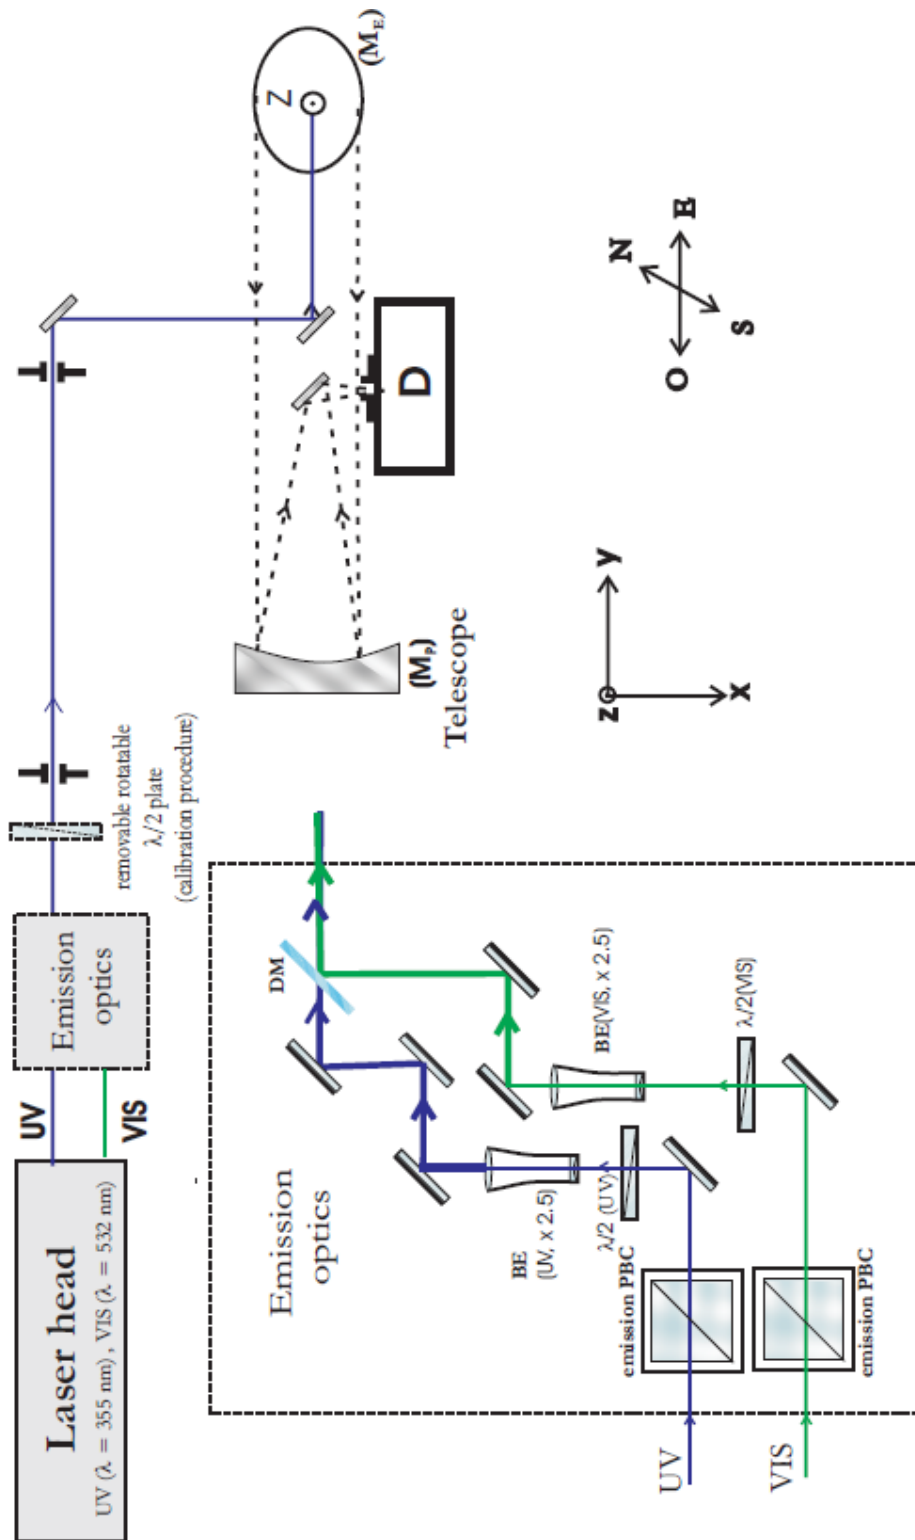 Laser head
UV (λ = 355 nm) , VIS (λ = 532 nm)
UV
VIS
Emission
optics
removable rotatable
λ/2 plate
(calibration procedure)
Z
(M_E)
(M_P)
Telescope
D
Emission
optics
UV
VIS
emission PBC
emission PBC
λ/2 (UV)
BE
(UV, x 2.5)
λ/2(VIS)
BE(VIS, x 2.5)
DM
z
y
x
N
E
S
O